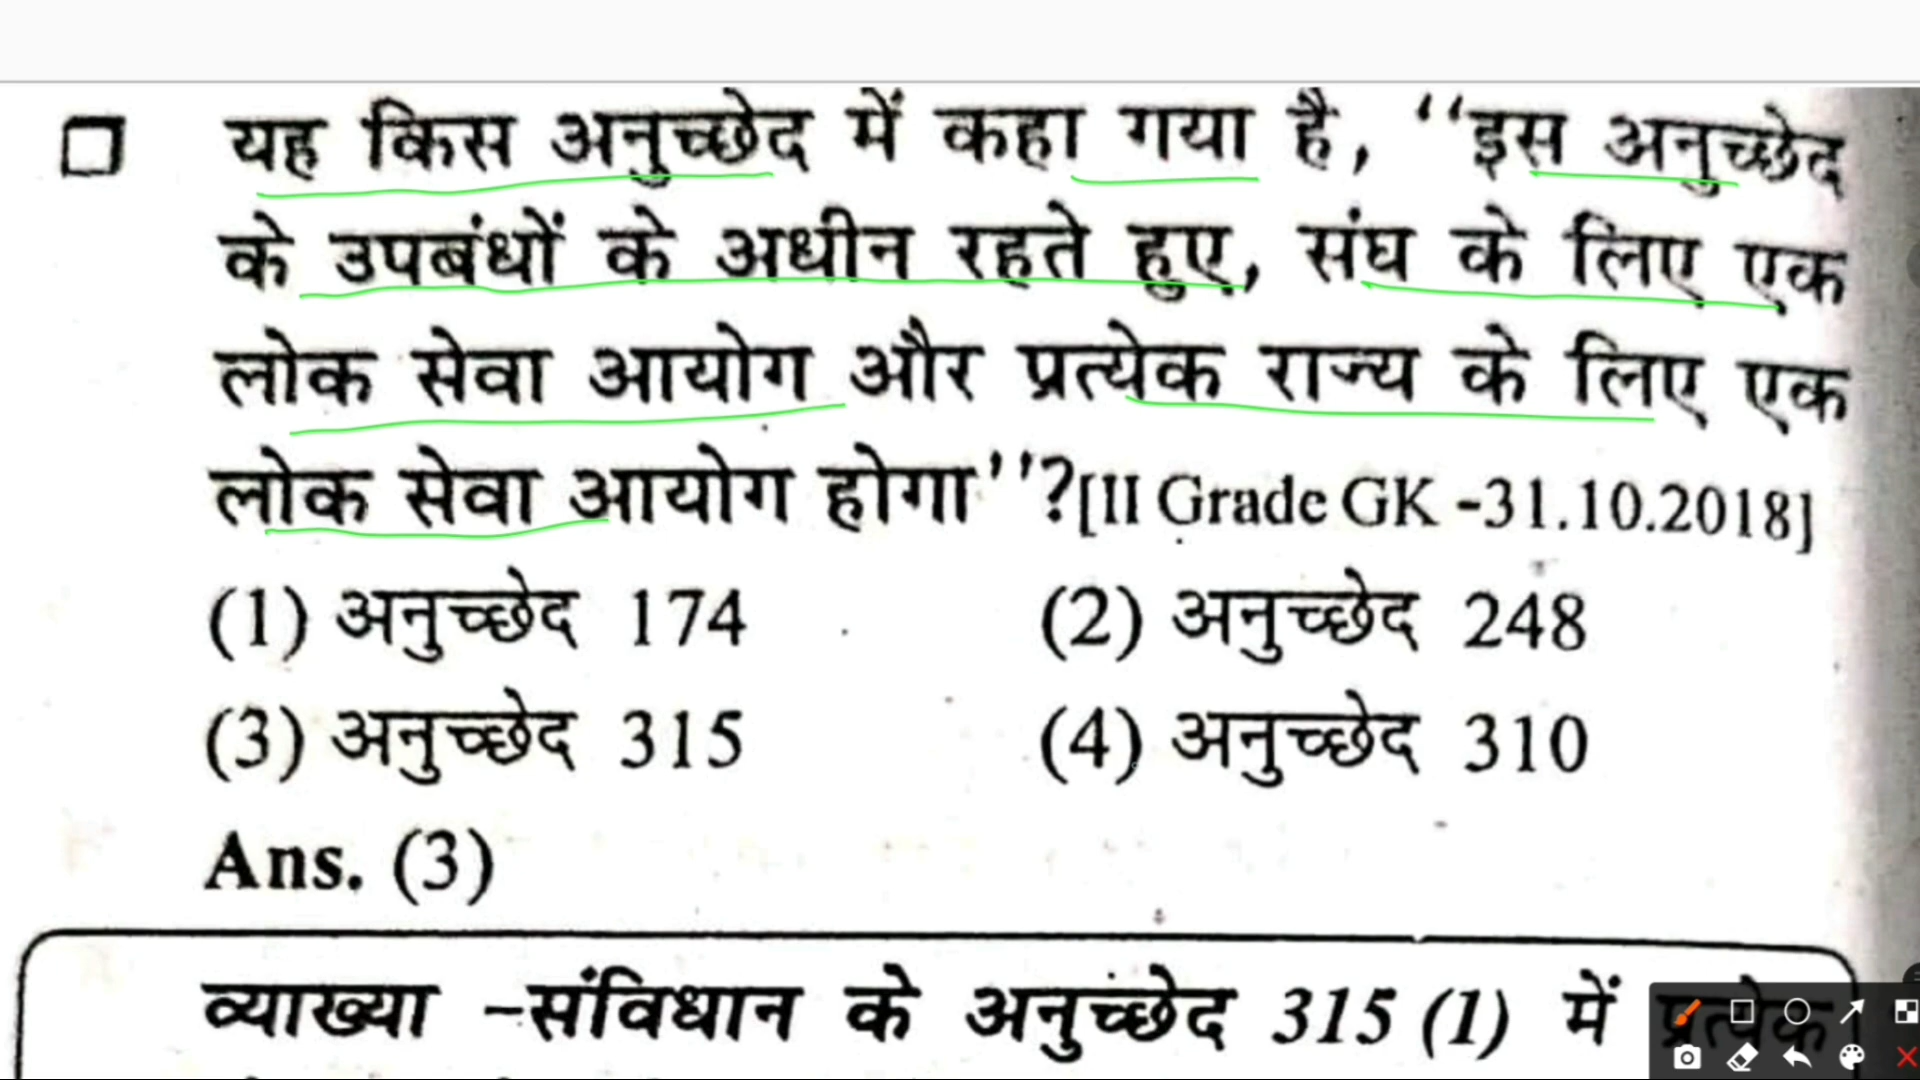 यह किस अनुच्छेद में कहा गया है, ‘‘इस अनुच्छेद
के उपबंधों के अधीन रहते हुए, संघ के लिए एक
लोक सेवा आयोग और प्रत्येक राज्य के लिए एक
लोक सेवा आयोग होगा’’?[II Grade GK -31.10.2018]
(1) अनुच्छेद 174 (2) अनुच्छेद 248
(3) अनुच्छेद 315 (4) अनुच्छेद 310
Ans. (3)
व्याख्या -संविधान के अनुच्छेद 315 (1) में प्रत्येक